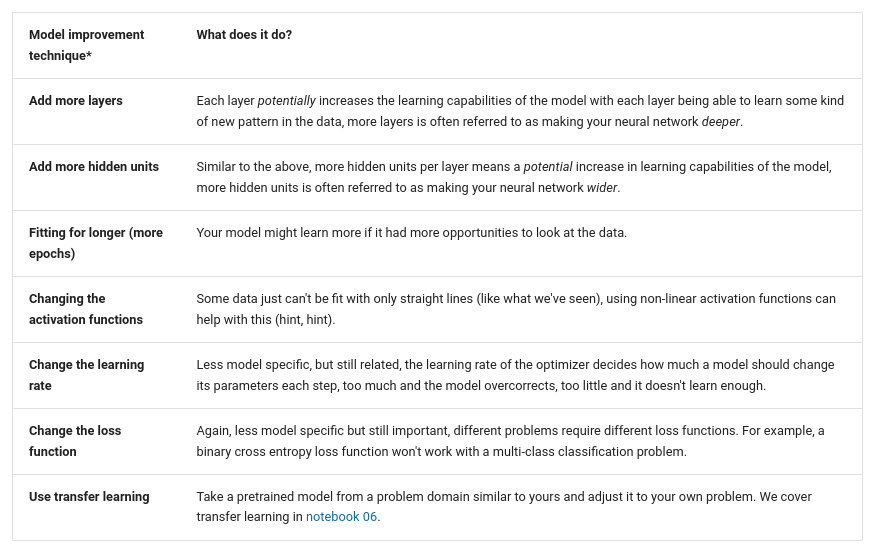 Model improvement
technique*
What does it do?
Add more layers
Each layer potentially increases the learning capabilities of the model with each layer being able to learn some kind
of new pattern in the data, more layers is often referred to as making your neural network deeper.
Add more hidden units
Similar to the above, more hidden units per layer means a potential increase in learning capabilities of the model,
more hidden units is often referred to as making your neural network wider.
Fitting for longer (more
epochs)
Your model might learn more if it had more opportunities to look at the data.
Changing the
activation functions
Some data just can't be fit with only straight lines (like what we've seen), using non-linear activation functions can
help with this (hint, hint).
Change the learning
rate
Less model specific, but still related, the learning rate of the optimizer decides how much a model should change
its parameters each step, too much and the model overcorrects, too little and it doesn't learn enough.
Change the loss
function
Again, less model specific but still important, different problems require different loss functions. For example, a
binary cross entropy loss function won't work with a multi-class classification problem.
Use transfer learning
Take a pretrained model from a problem domain similar to yours and adjust it to your own problem. We cover
transfer learning in notebook 06.